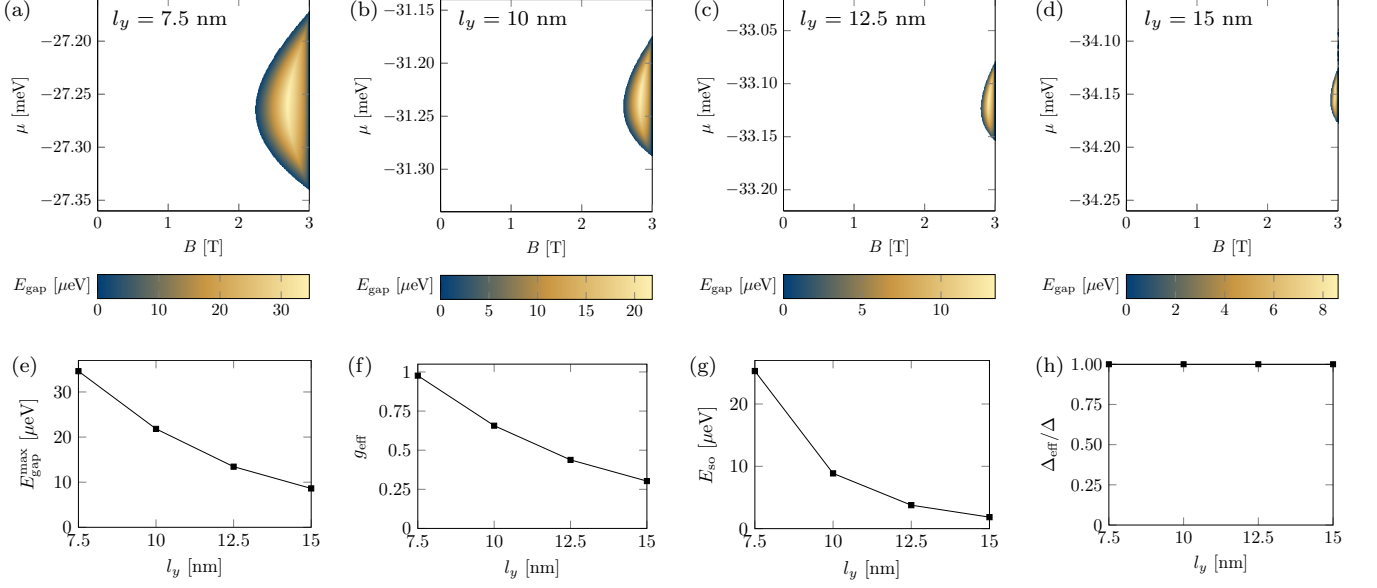 (a)
l_y = 7.5 nm
−27.20
−27.25
−27.30
−27.35
μ [meV]
0 1 2 3
B [T]
E_gap [μeV]
0 10 20 30
(b)
l_y = 10 nm
−31.15
−31.20
−31.25
−31.30
μ [meV]
0 1 2 3
B [T]
E_gap [μeV]
0 5 10 15 20
(c)
l_y = 12.5 nm
−33.05
−33.10
−33.15
−33.20
μ [meV]
0 1 2 3
B [T]
E_gap [μeV]
0 5 10
(d)
l_y = 15 nm
−34.10
−34.15
−34.20
−34.25
μ [meV]
0 1 2 3
B [T]
E_gap [μeV]
0 2 4 6 8
(e)
30
20
10
0
E_gap^max [μeV]
7.5 10 12.5 15
l_y [nm]
(f)
1
0.75
0.5
0.25
0
g_eff
7.5 10 12.5 15
l_y [nm]
(g)
20
10
0
E_so [μeV]
7.5 10 12.5 15
l_y [nm]
(h)
1.00
0.75
0.50
0.25
0
Δ_eff/Δ
7.5 10 12.5 15
l_y [nm]